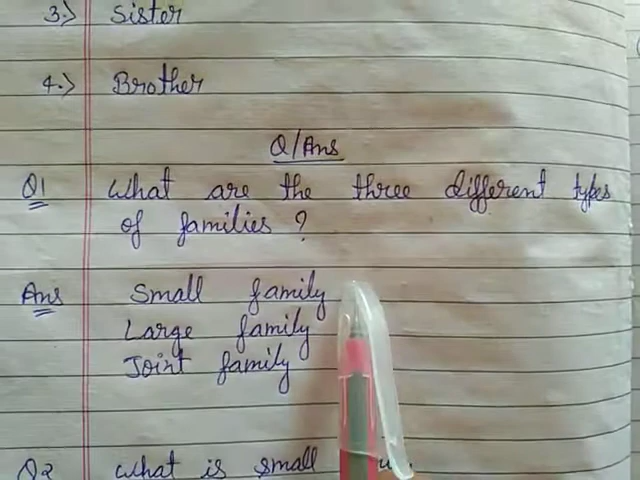 3.) Sister
4.) Brother
Q/Ans
Q1 What are the three different types
of families ?
Ans Small family
Large family
Joint family
Q2 What is small